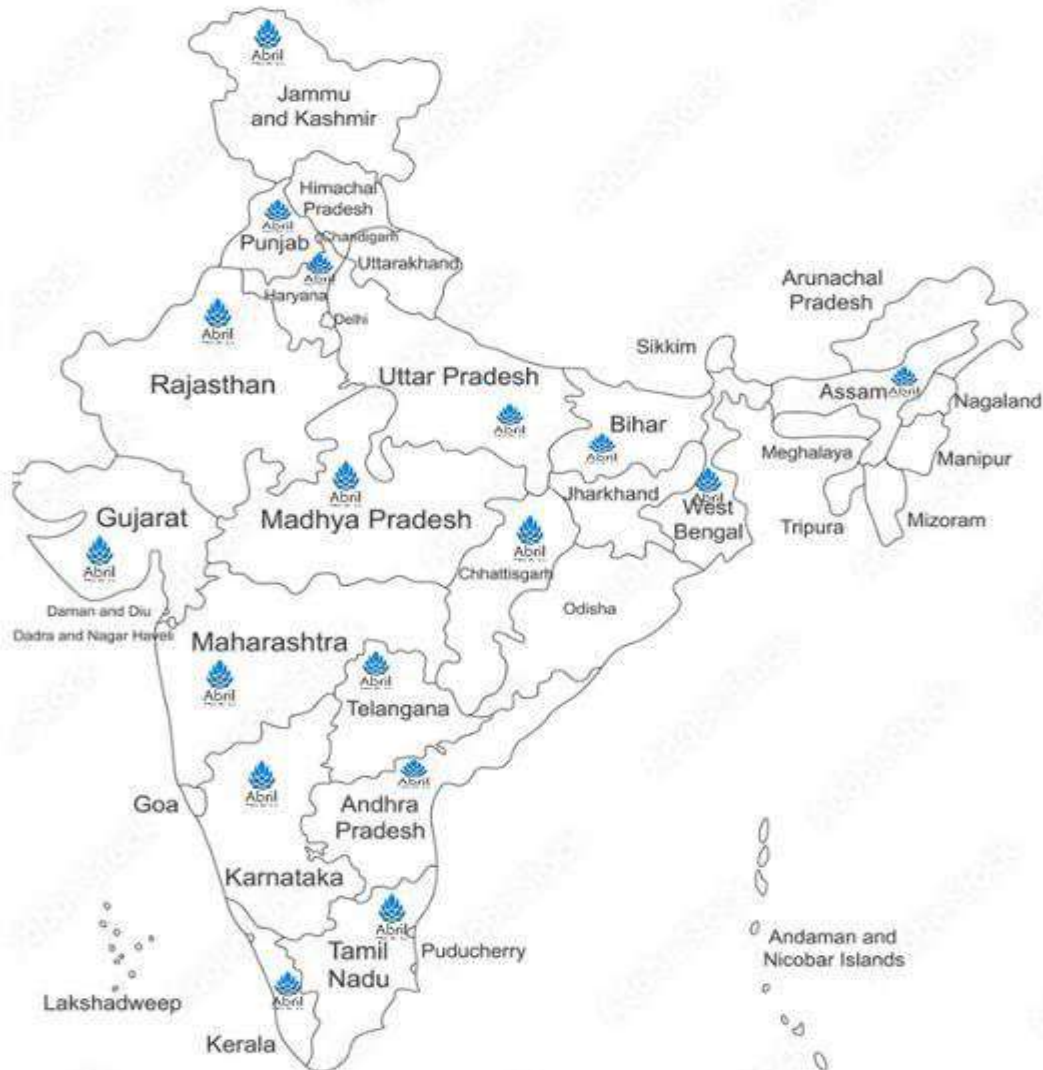 Abril
Jammu
and Kashmir
Himachal
Pradesh
Abril
Punjab
Chandigarh
Uttarakhand
Abril
Haryana
Delhi
Abril
Rajasthan
Uttar Pradesh
Abril
Arunachal
Pradesh
Sikkim
Assam
Abril
Nagaland
Meghalaya
Manipur
Tripura
Mizoram
Bihar
Abril
Jharkhand
Abril
West
Bengal
Gujarat
Abril
Abril
Madhya Pradesh
Abril
Chhattisgarh
Odisha
Daman and Diu
Dadra and Nagar Haveli
Maharashtra
Abril
Abril
Telangana
Abril
Goa
Abril
Andhra
Pradesh
Karnataka
Abril
Tamil
Nadu
Puducherry
Abril
Lakshadweep
Kerala
Andaman and
Nicobar Islands